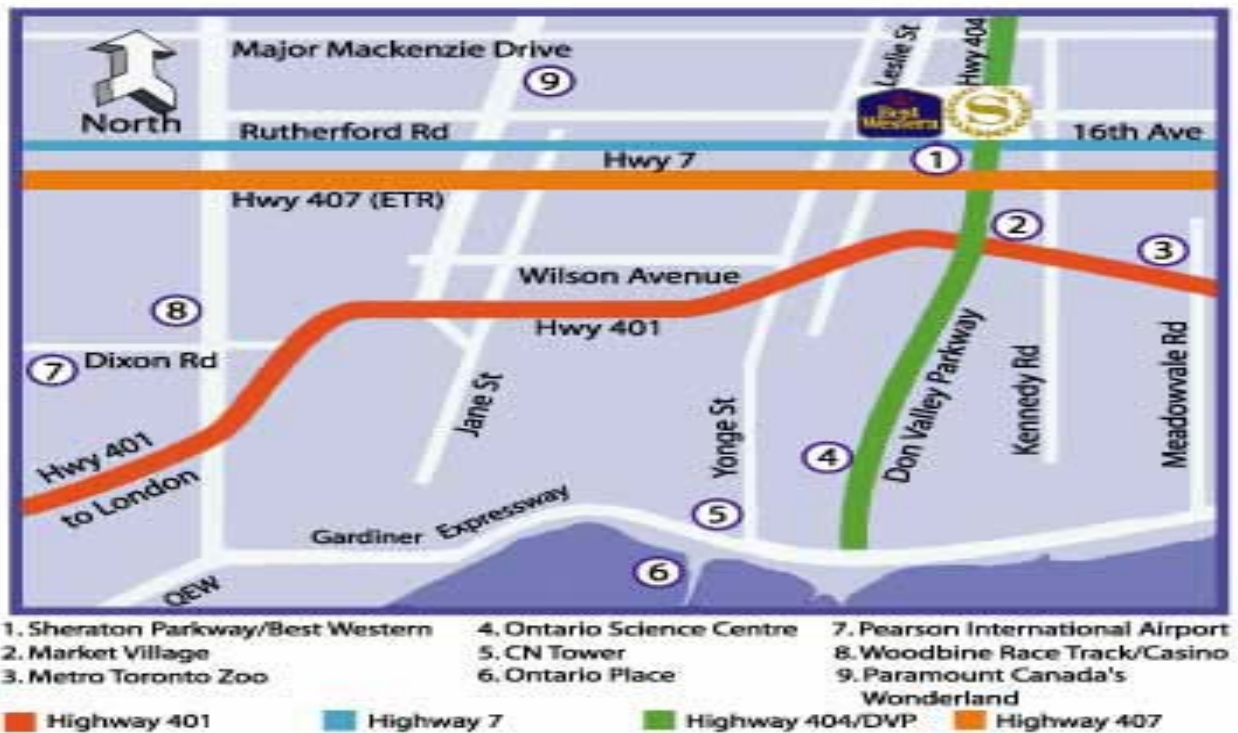 Major Mackenzie Drive
Leslie St
Hwy 404
9
North
Best
Western
S
Rutherford Rd
16th Ave
Hwy 7
1
Hwy 407 (ETR)
2
3
Wilson Avenue
8
Hwy 401
7
Dixon Rd
Jane St
Yonge St
Don Valley Parkway
Kennedy Rd
Meadowvale Rd
Hwy 401
to London
4
Gardiner Expressway
5
6
QEW
1. Sheraton Parkway/Best Western
2. Market Village
3. Metro Toronto Zoo
4. Ontario Science Centre
5. CN Tower
6. Ontario Place
7. Pearson International Airport
8. Woodbine Race Track/Casino
9. Paramount Canada's
Wonderland
Highway 401
Highway 7
Highway 404/DVP
Highway 407